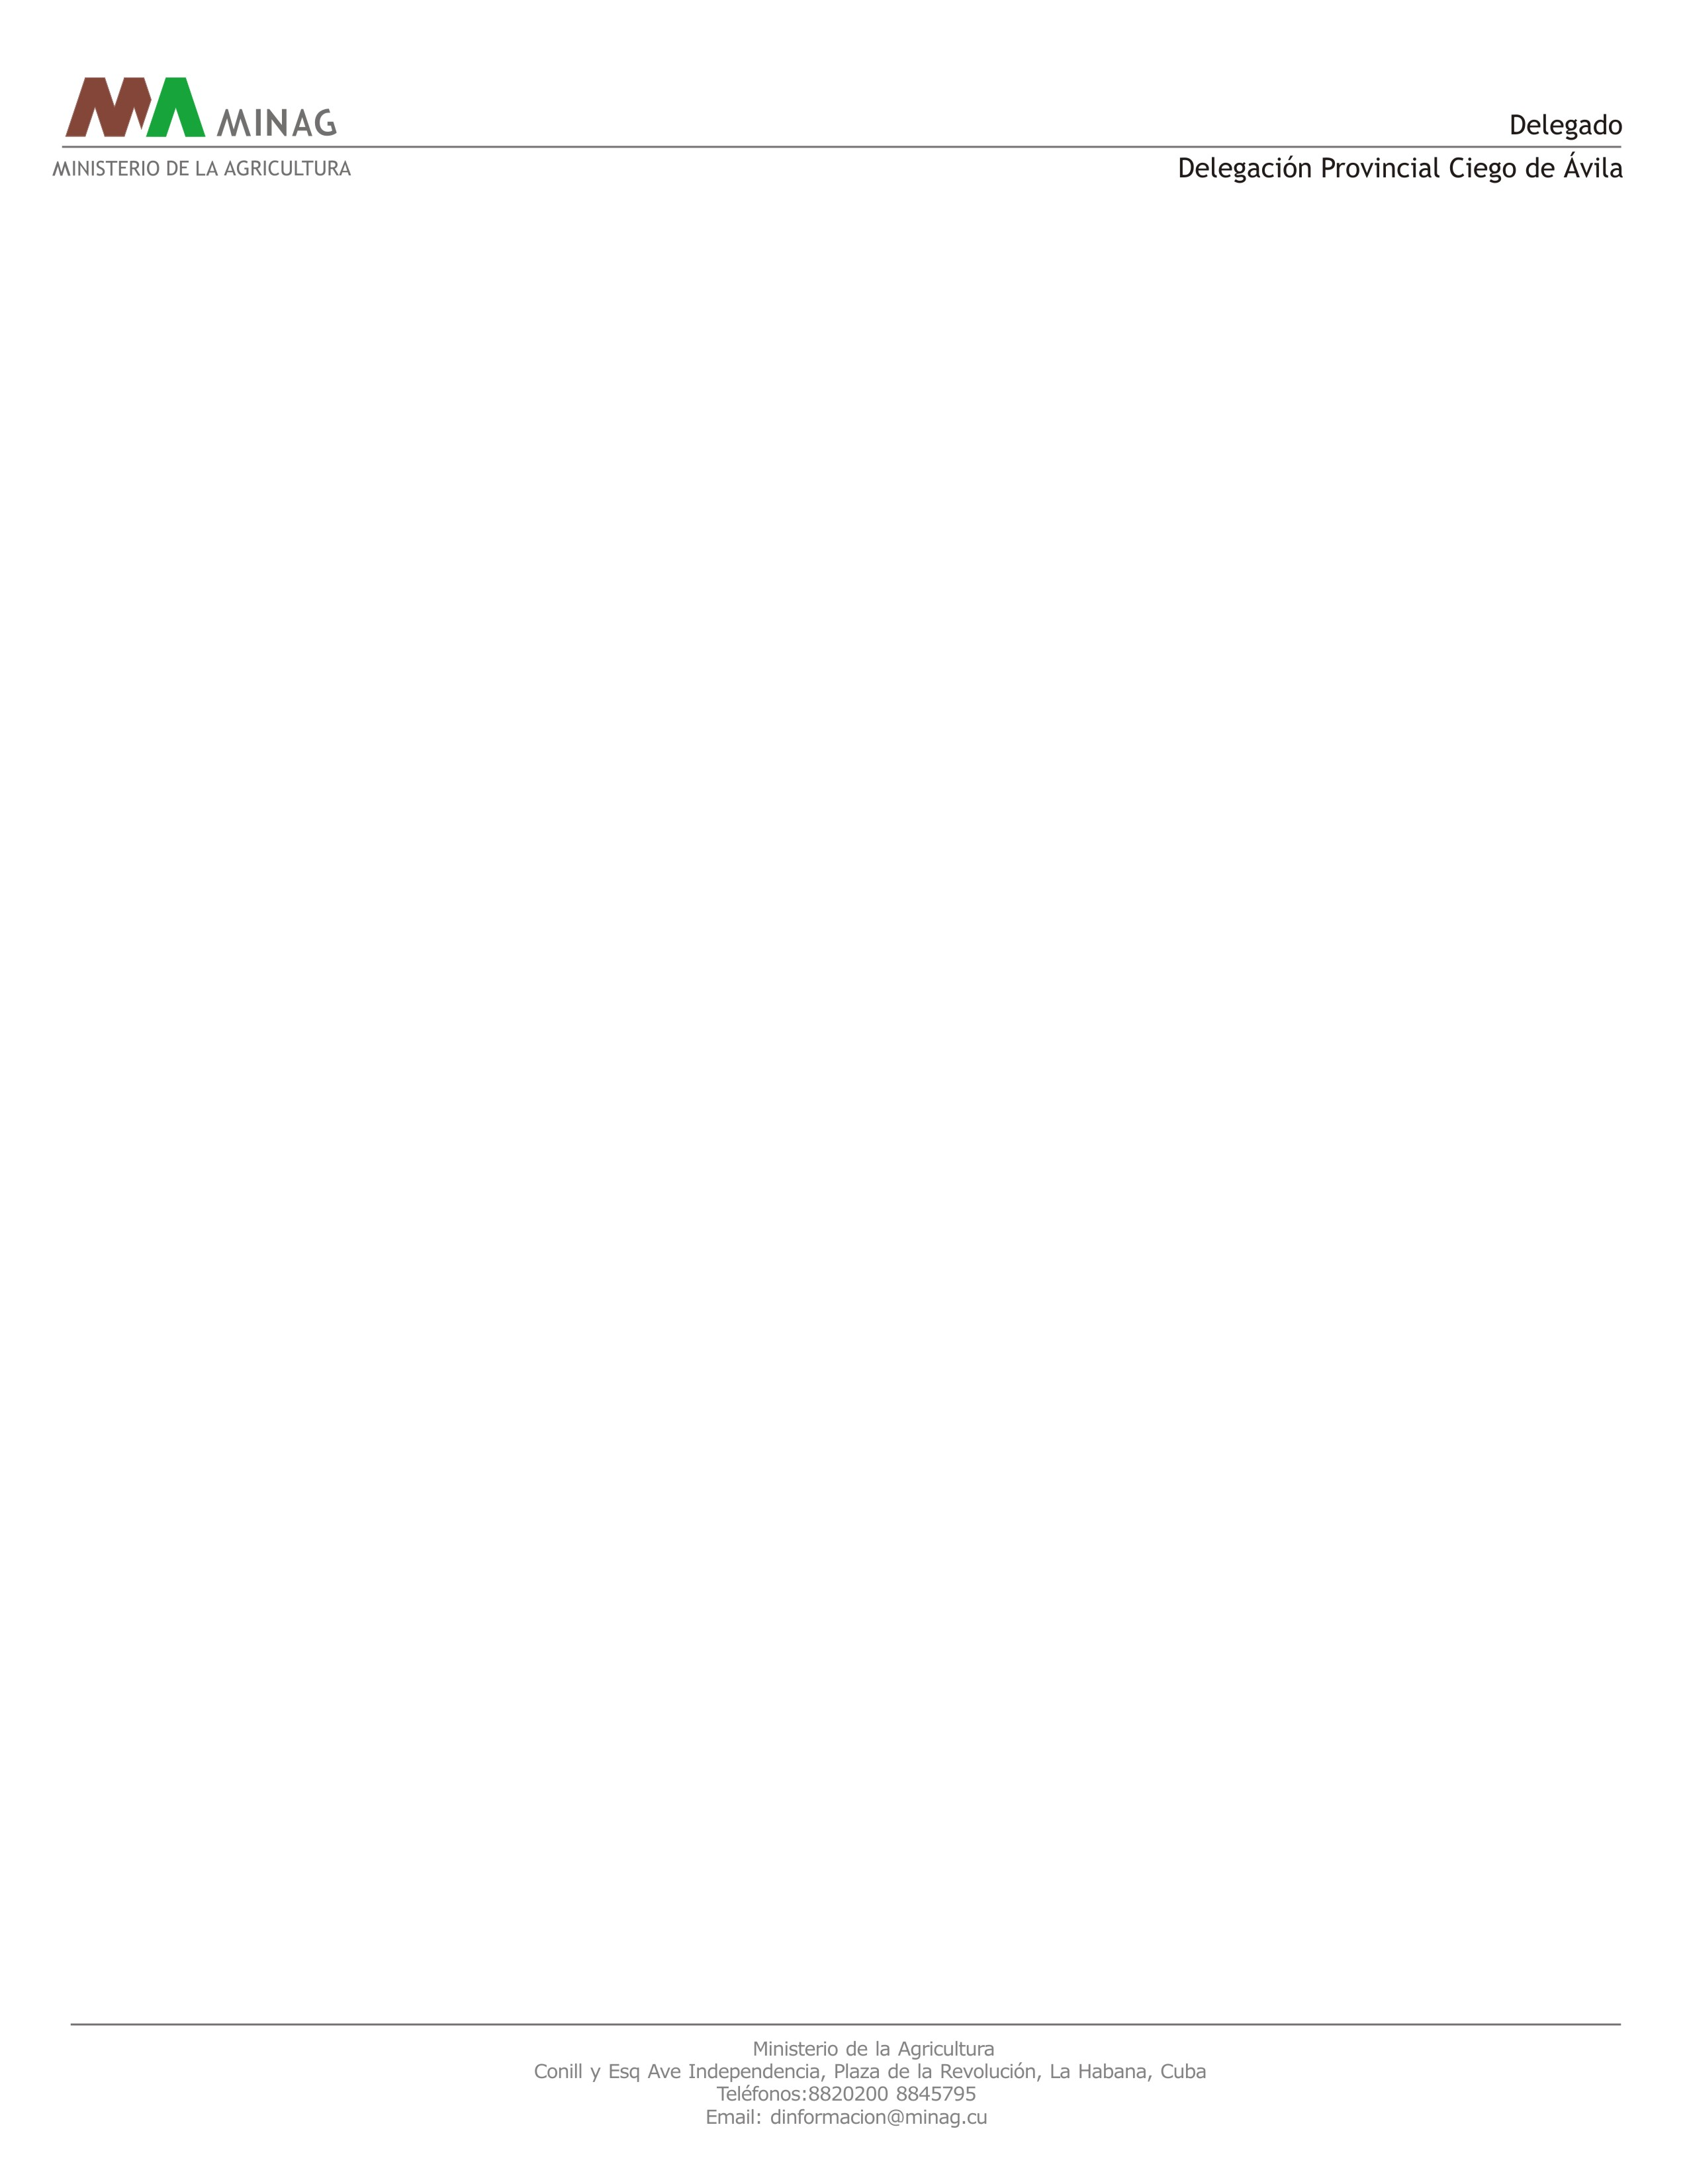 MINAG
Delegado
MINISTERIO DE LA AGRICULTURA
Delegación Provincial Ciego de Ávila
Ministerio de la Agricultura
Conill y Esq Ave Independencia, Plaza de la Revolución, La Habana, Cuba
Teléfonos:8820200 8845795
Email: dinformacion@minag.cu